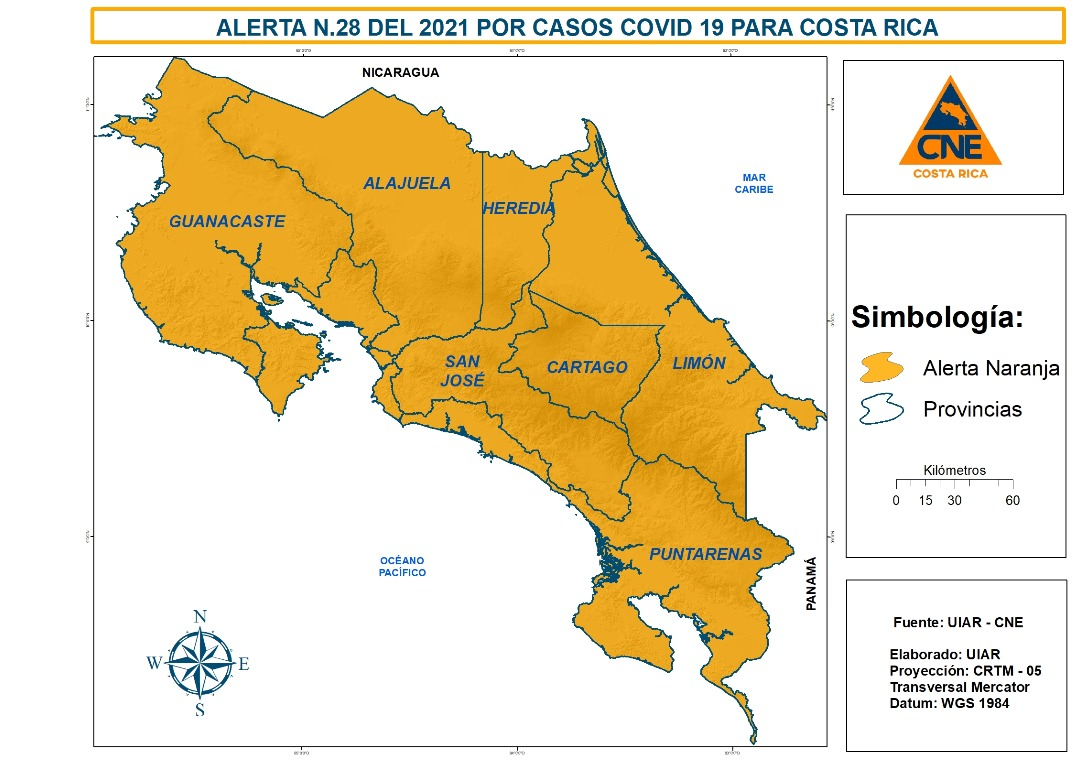 ALERTA N.28 DEL 2021 POR CASOS COVID 19 PARA COSTA RICA
NICARAGUA
MAR
CARIBE
ALAJUELA
HEREDIA
GUANACASTE
SAN
JOSÉ
CARTAGO
LIMÓN
PUNTARENAS
OCÉANO
PACÍFICO
PANAMÁ
N
W
E
S
CNE
COSTA RICA
Simbología:
Alerta Naranja
Provincias
Kilómetros
0 15 30 60
Fuente: UIAR - CNE
Elaborado: UIAR
Proyección: CRTM - 05
Transversal Mercator
Datum: WGS 1984